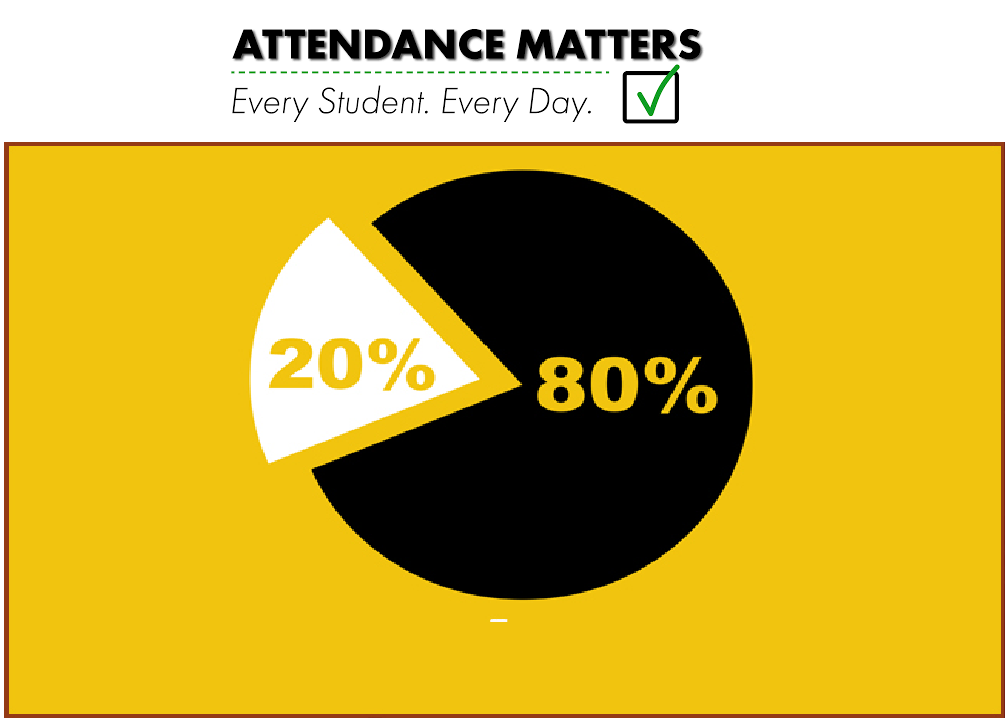 ATTENDANCE MATTERS
Every Student. Every Day.
20%
80%